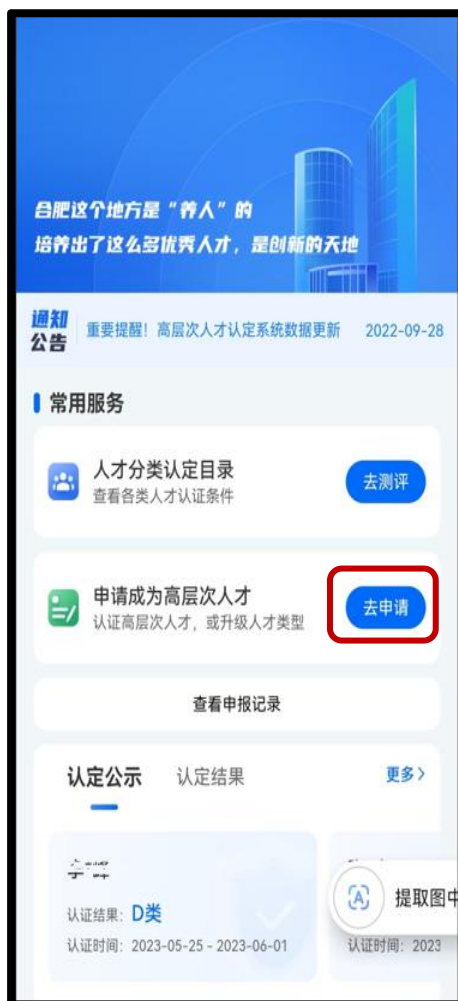 合肥这个地方是“养人”的
培养出了这么多优秀人才，是创新的天地
通知
公告
重要提醒！高层次人才认定系统数据更新 2022-09-28
常用服务
人才分类认定目录
查看各类人才认证条件
去测评
申请成为高层次人才
认证高层次人才，或升级人才类型
去申请
查看申报记录
认定公示 认定结果 更多>
认证结果：D类
认证时间：2023-05-25 - 2023-06-01
提取图中
认证时间：2023